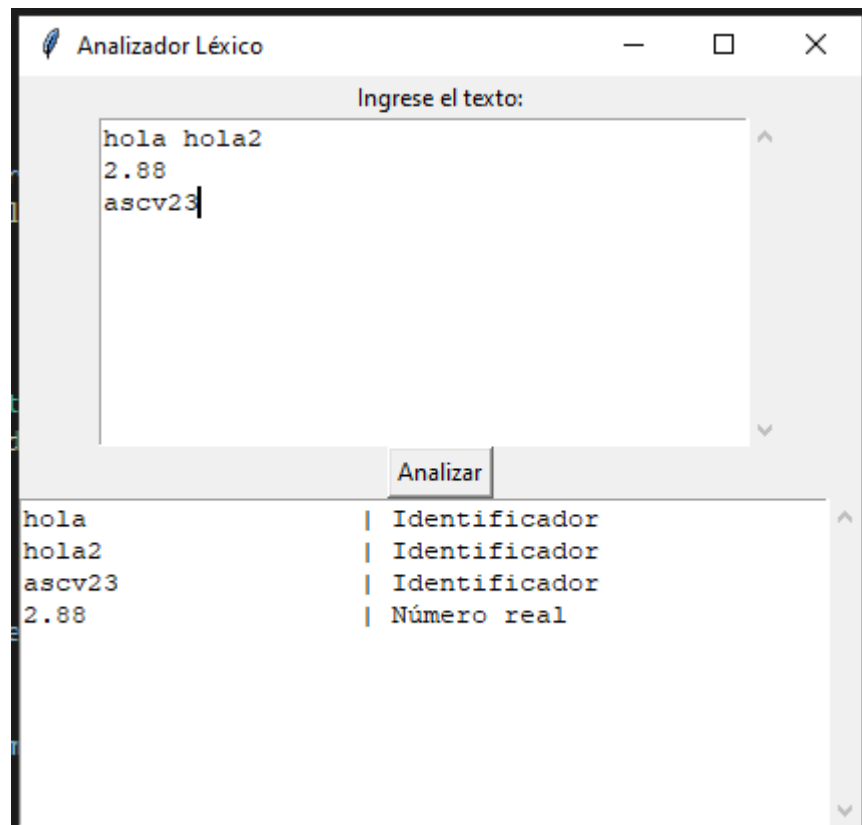 Analizador Léxico
Ingrese el texto:
hola hola2
2.88
ascv23
Analizar
hola | Identificador
hola2 | Identificador
ascv23 | Identificador
2.88 | Número real